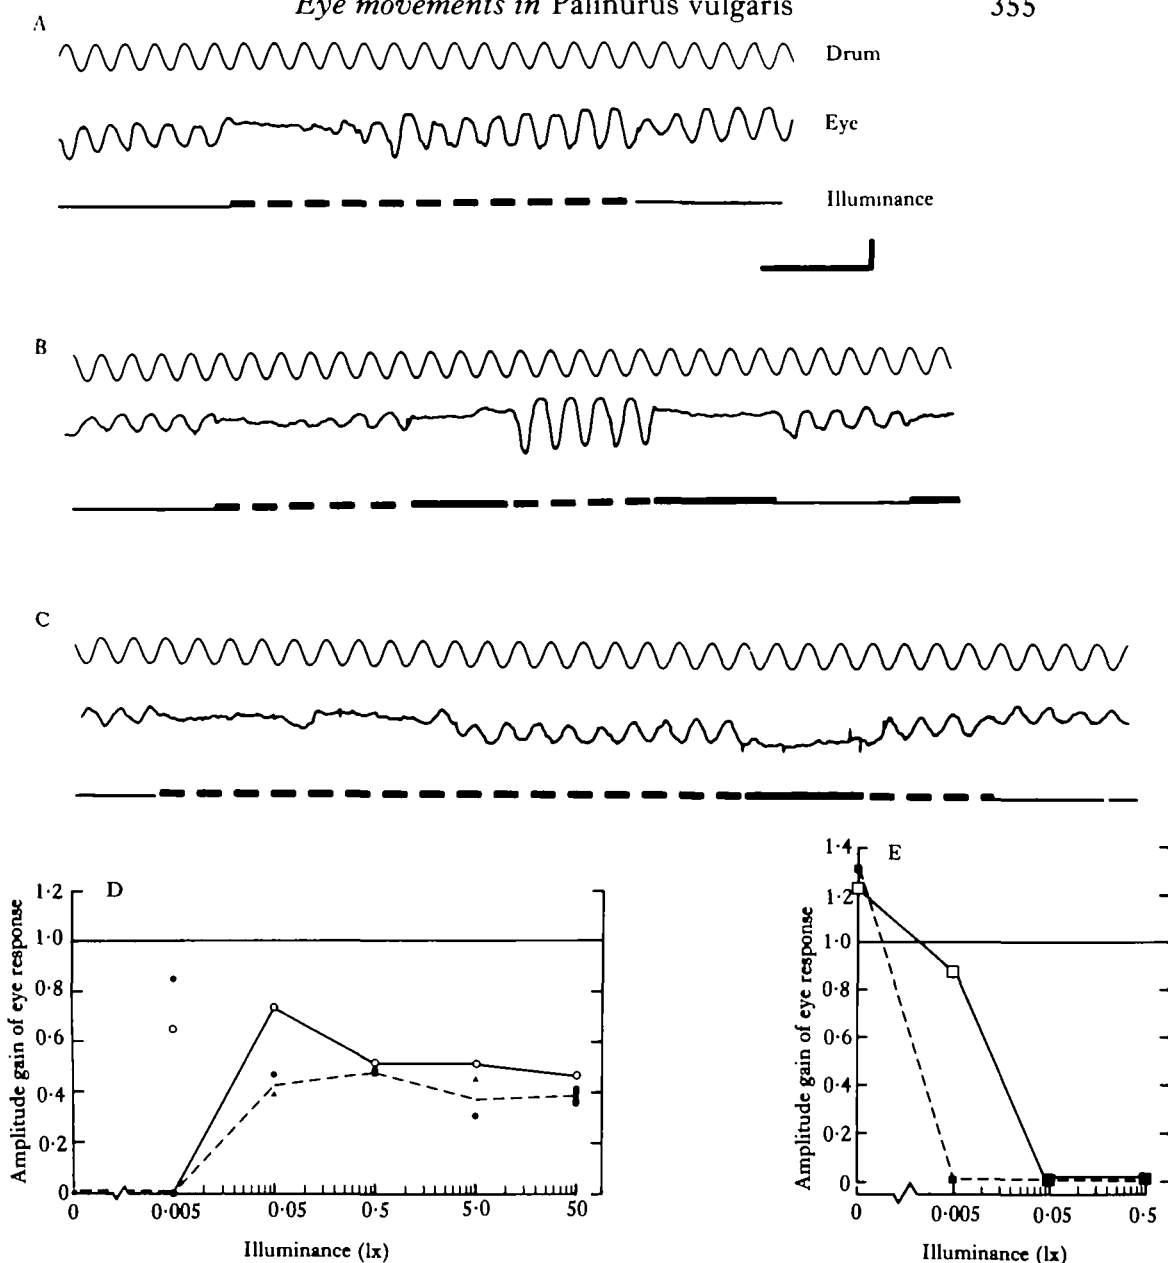 Eye movements in Palinurus vulgaris 355
A
Drum
Eye
Illuminance
B
C
D
Amplitude gain of eye response
1·2
1·0
0·8
0·6
0·4
0·2
0
0 0·005 0·05 0·5 5·0 50
Illuminance (lx)
E
Amplitude gain of eye response
1·4
1·2
1·0
0·8
0·6
0·4
0·2
0
0 0·005 0·05 0·5
Illuminance (lx)